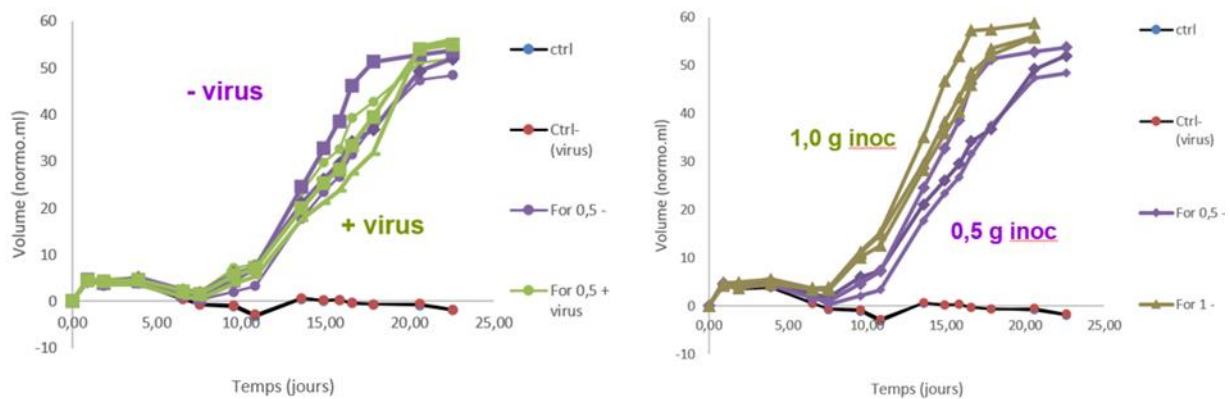 60
50
40
30
20
10
0
-10
Volume (normo.ml)
0,00
5,00
10,00
15,00
20,00
25,00
Temps (jours)
- virus
+ virus
ctrl
Ctrl-
(virus)
For 0,5 -
For 0,5 +
virus
60
50
40
30
20
10
0
-10
Volume (normo.ml)
0,00
5,00
10,00
15,00
20,00
25,00
Temps (jours)
1,0 g inoc
0,5 g inoc
ctrl
Ctrl-
(virus)
For 0,5 -
For 1 -